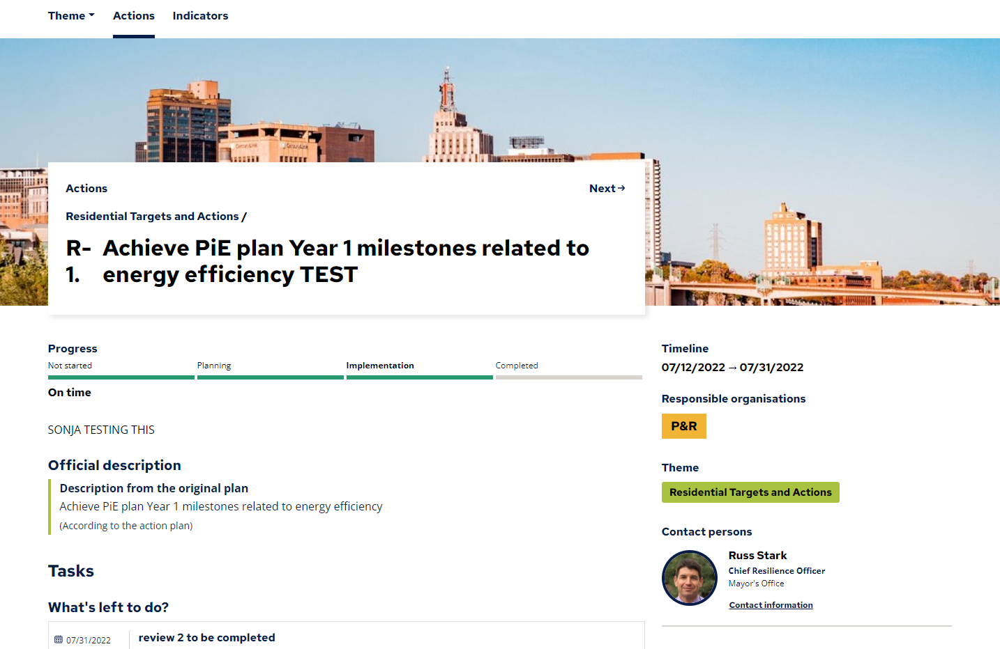 Theme Actions Indicators
Actions
Next→
Residential Targets and Actions /
R-1. Achieve PiE plan Year 1 milestones related to
energy efficiency TEST
Progress
Not started
Planning
Implementation
Completed
On time
SONJA TESTING THIS
Official description
Description from the original plan
Achieve PiE plan Year 1 milestones related to energy efficiency
(According to the action plan)
Tasks
What's left to do?
07/31/2022
review 2 to be completed
Timeline
07/12/2022 → 07/31/2022
Responsible organisations
P&R
Theme
Residential Targets and Actions
Contact persons
Russ Stark
Chief Resilience Officer
Mayor's Office
Contact information